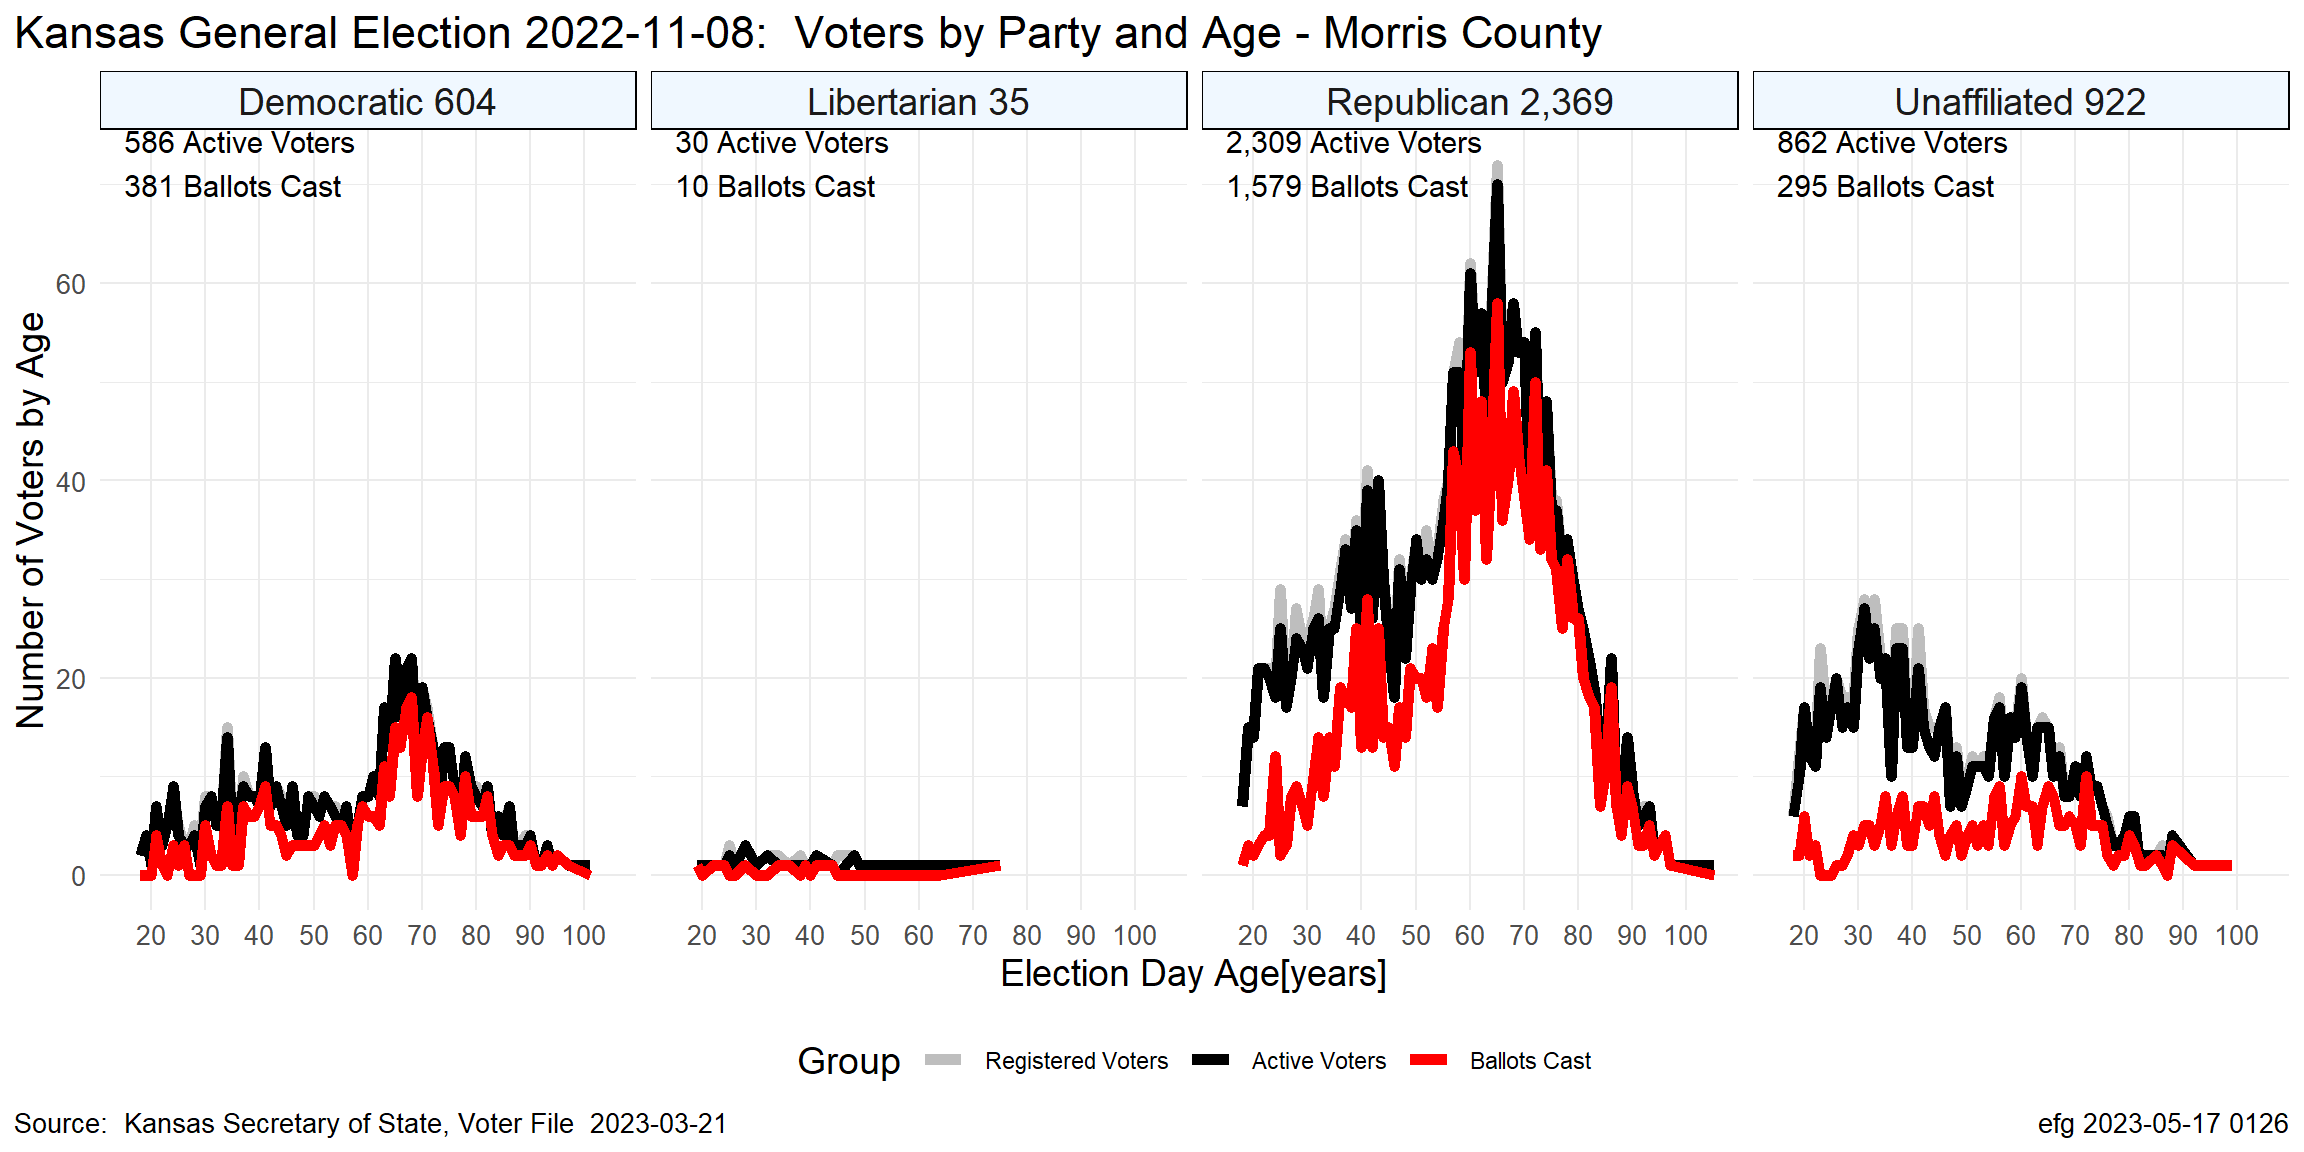 Kansas General Election 2022-11-08:  Voters by Party and Age - Morris County
Democratic 604
Libertarian 35
Republican 2,369
Unaffiliated 922
586 Active Voters
381 Ballots Cast
30 Active Voters
10 Ballots Cast
2,309 Active Voters
1,579 Ballots Cast
862 Active Voters
295 Ballots Cast
Number of Voters by Age
60
40
20
0
20 30 40 50 60 70 80 90 100
20 30 40 50 60 70 80 90 100
20 30 40 50 60 70 80 90 100
20 30 40 50 60 70 80 90 100
Election Day Age[years]
Group Registered Voters Active Voters Ballots Cast
Source:  Kansas Secretary of State, Voter File  2023-03-21
efg 2023-05-17 0126